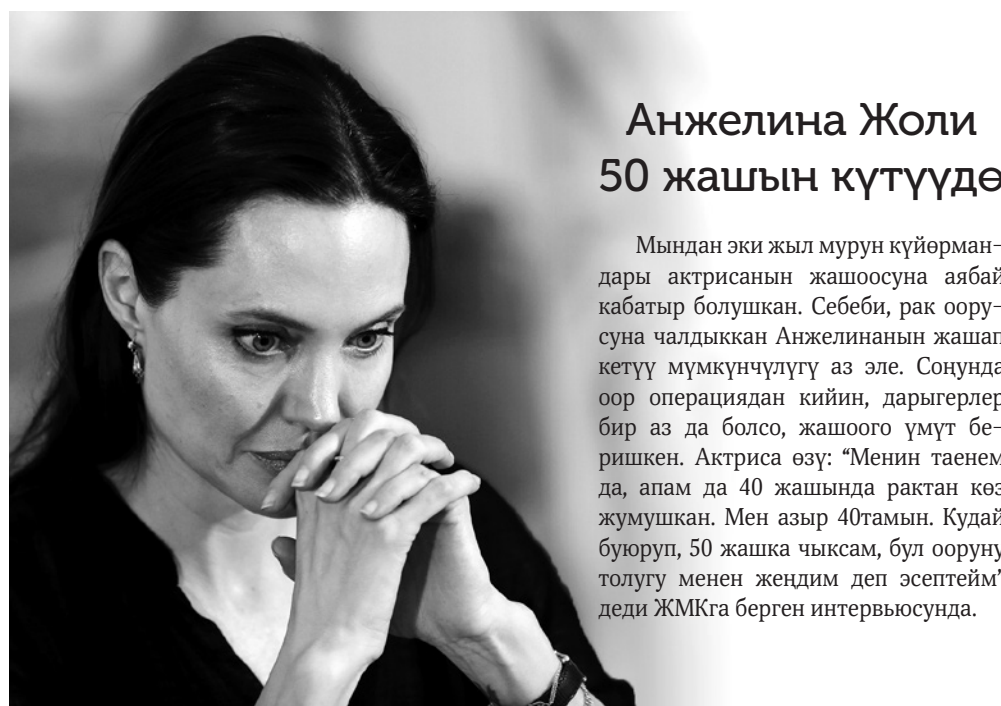 Анжелина Жоли
50 жашын күтүүдө
Мындан эки жыл мурун күйөрман-
дары актрисанын жашоосуна аябай
кабатыр болушкан. Себеби, рак оору-
суна чалдыккан Анжелинанын жашап
кетүү мүмкүнчүлүгү аз эле. Соңунда
оор операциядан кийин, дарыгерлер
бир аз да болсо, жашоого үмүт бе-
ришкен. Актриса өзү: “Менин таенем
да, апам да 40 жашында рактан көз
жумушкан. Мен азыр 40тамын. Кудай
буюруп, 50 жашка чыксам, бул ооруну
толугу менен жеңдим деп эсептейм”
деди ЖМКга берген интервьюсунда.